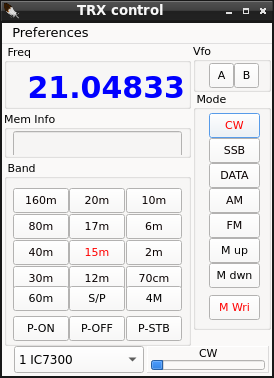 TRX control
Preferences
Freq
21.04833
Mem Info
Band
160m 20m 10m
80m 17m 6m
40m 15m 2m
30m 12m 70cm
60m S/P 4M
P-ON P-OFF P-STB
Vfo
A B
Mode
CW
SSB
DATA
AM
FM
M up
M dwn
M Wri
1 IC7300
CW